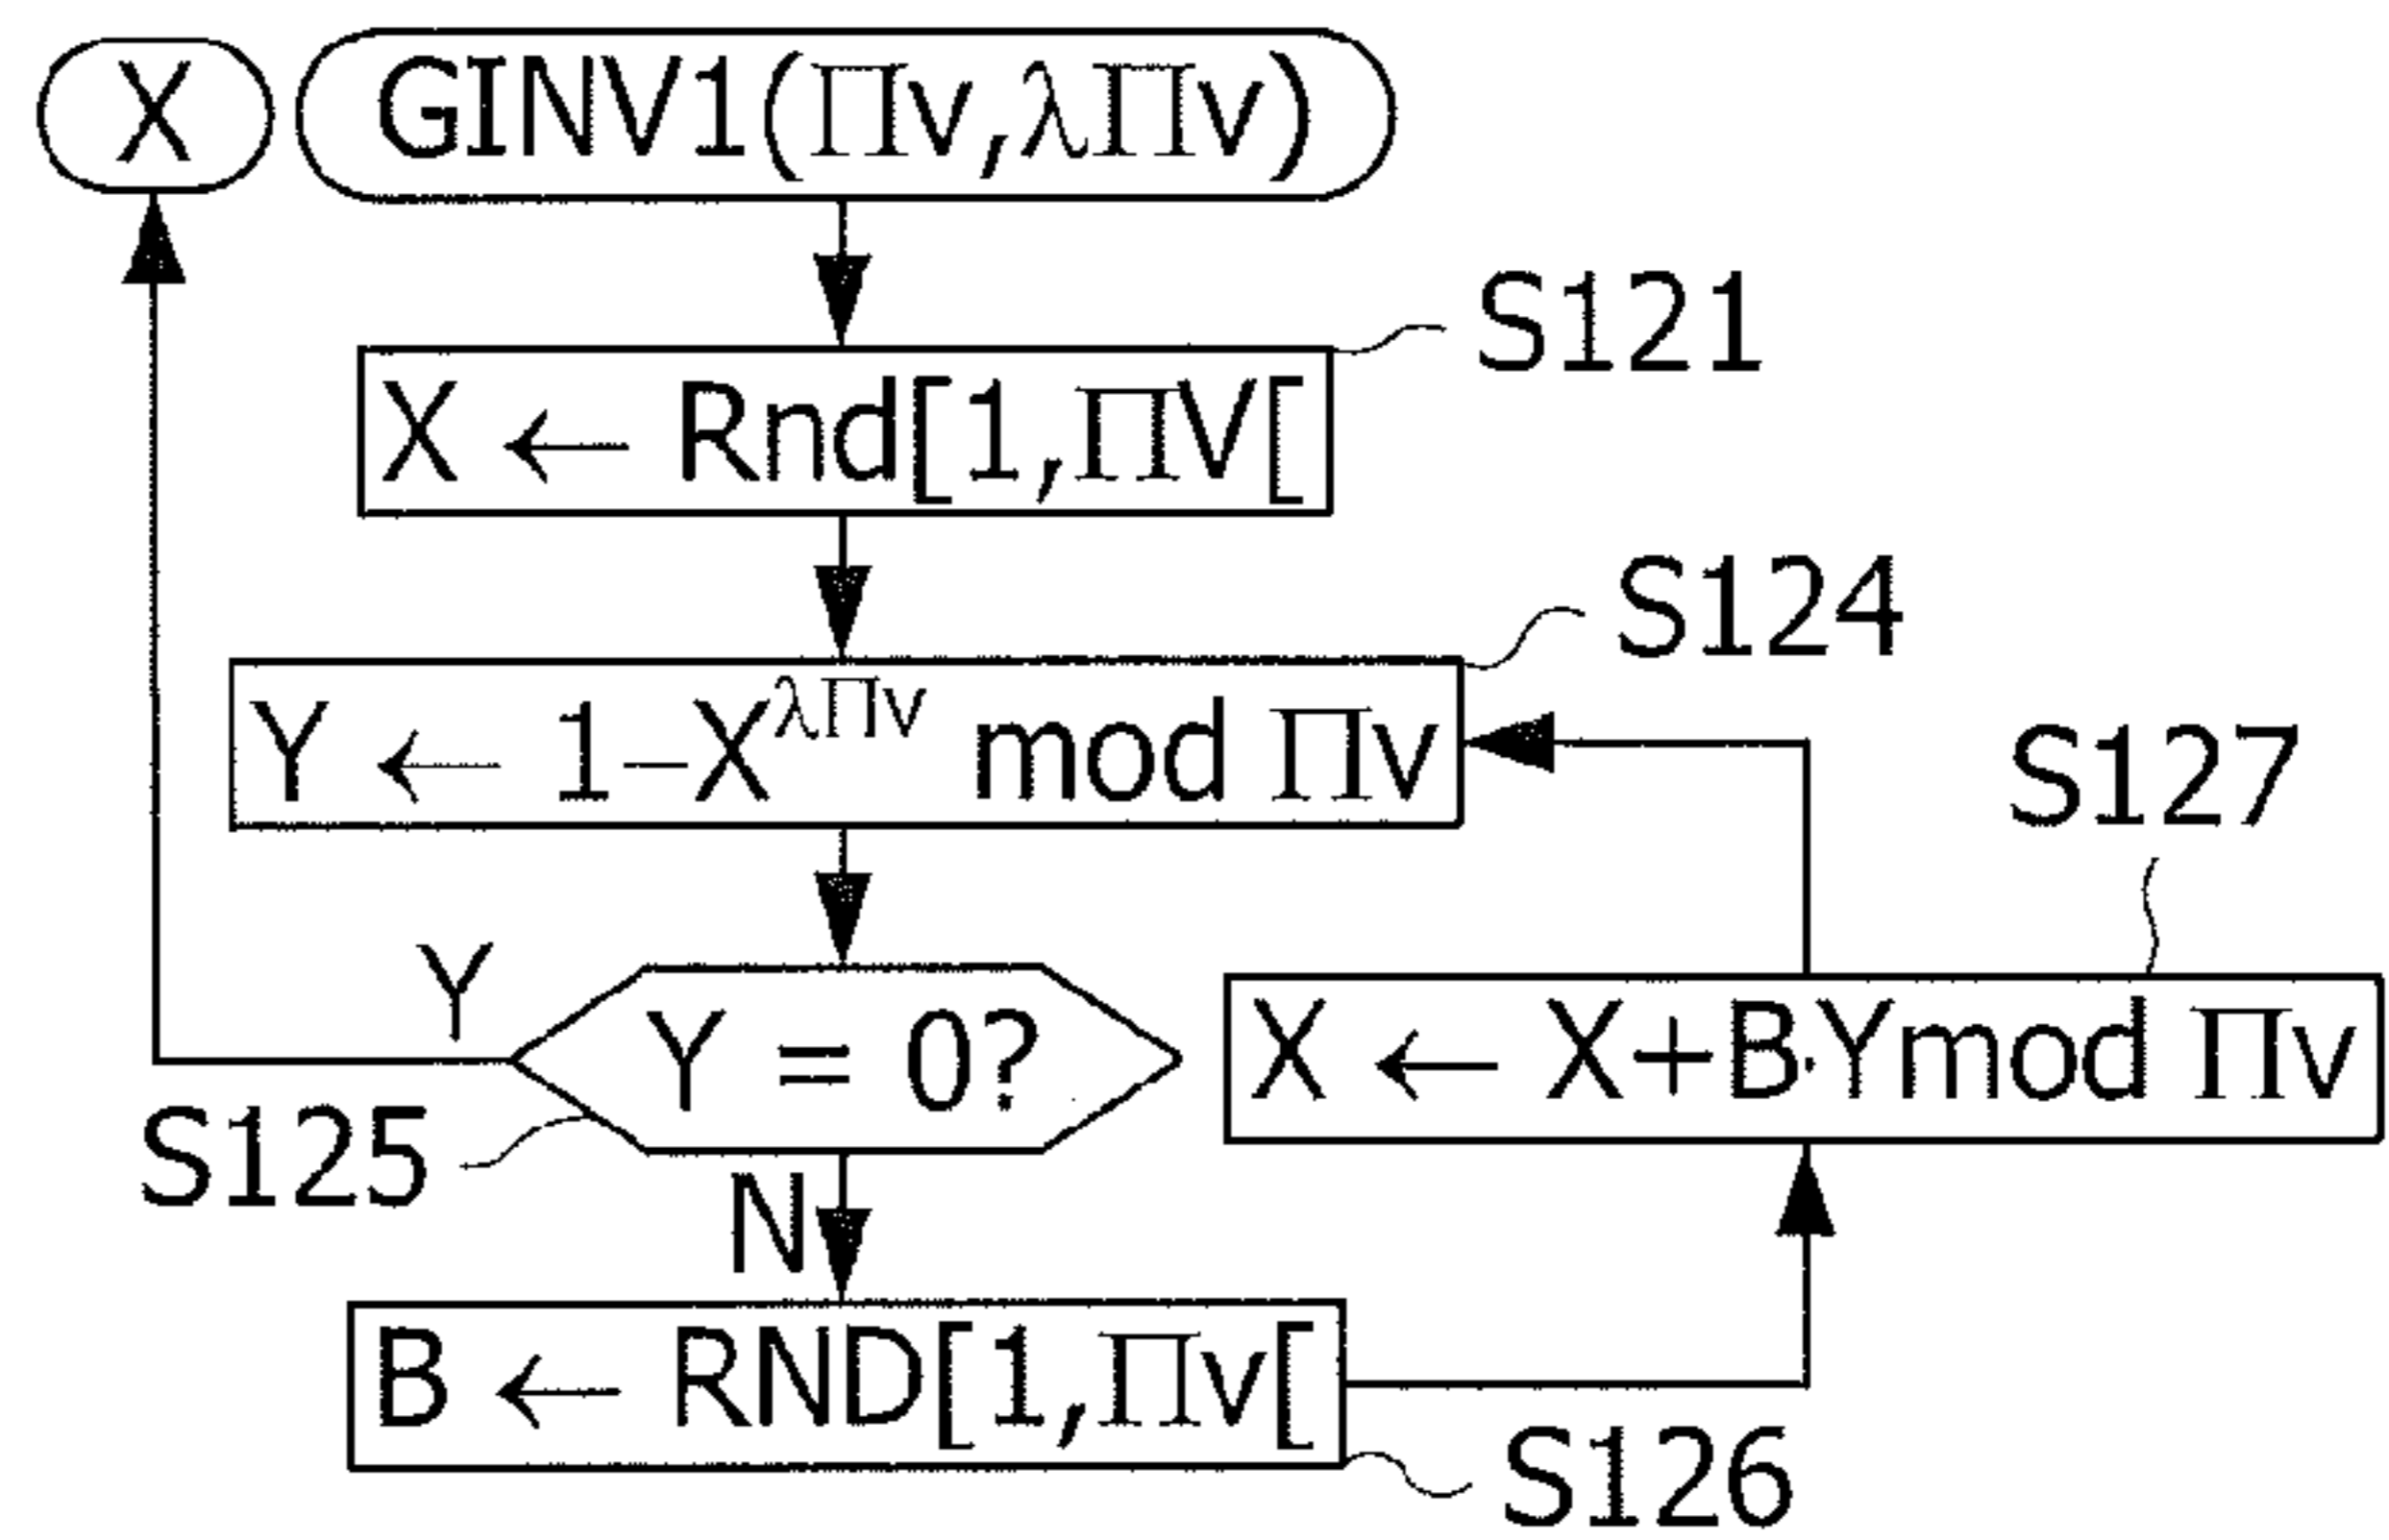 X
GINV1(Πv,λΠv)
S121
X ← Rnd[1,ΠV[
S124
Y ← 1–X^λΠv mod Πv
S127
Y
Y = 0?
X ← X+B·Ymod Πv
S125
N
B ← RND[1,Πv[
S126